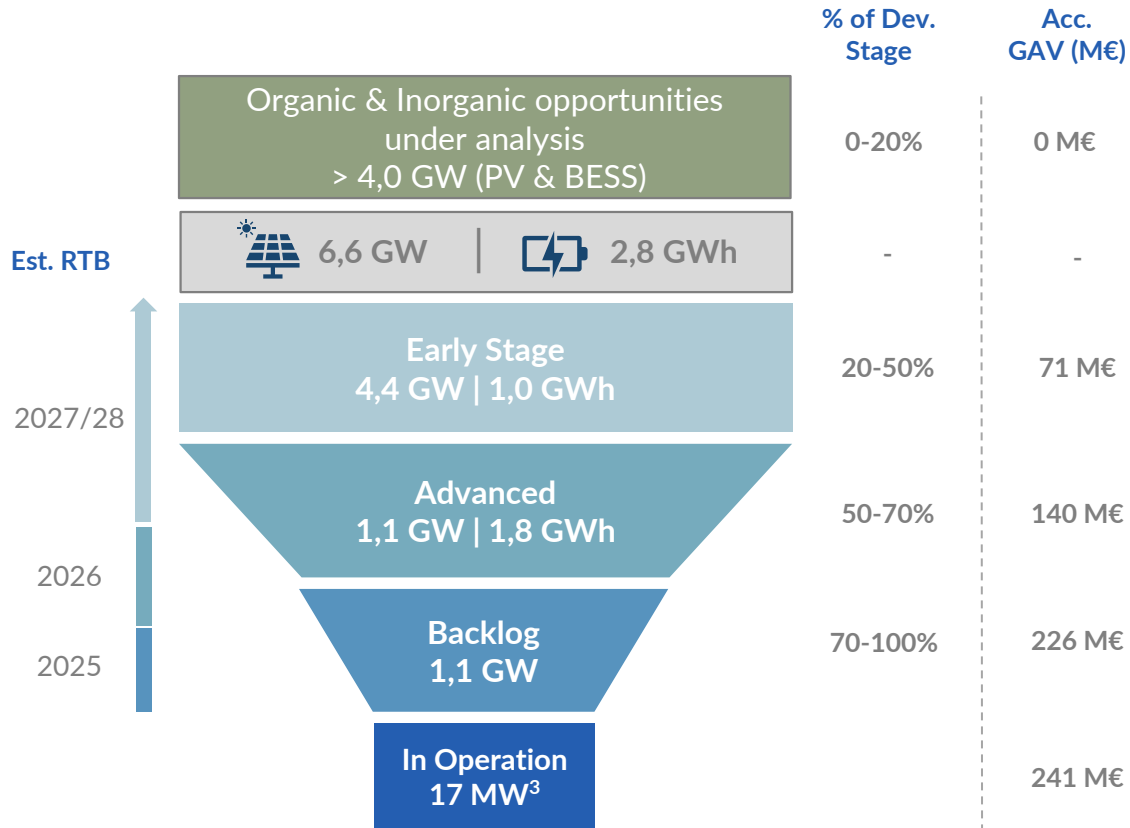 % of Dev.
Stage
Acc.
GAV (M€)
Organic & Inorganic opportunities
under analysis
> 4,0 GW (PV & BESS)
0-20%
0 M€
Est. RTB
6,6 GW | 2,8 GWh
-
-
Early Stage
4,4 GW | 1,0 GWh
20-50%
71 M€
2027/28
Advanced
1,1 GW | 1,8 GWh
50-70%
140 M€
2026
Backlog
1,1 GW
70-100%
226 M€
2025
In Operation
17 MW³
241 M€